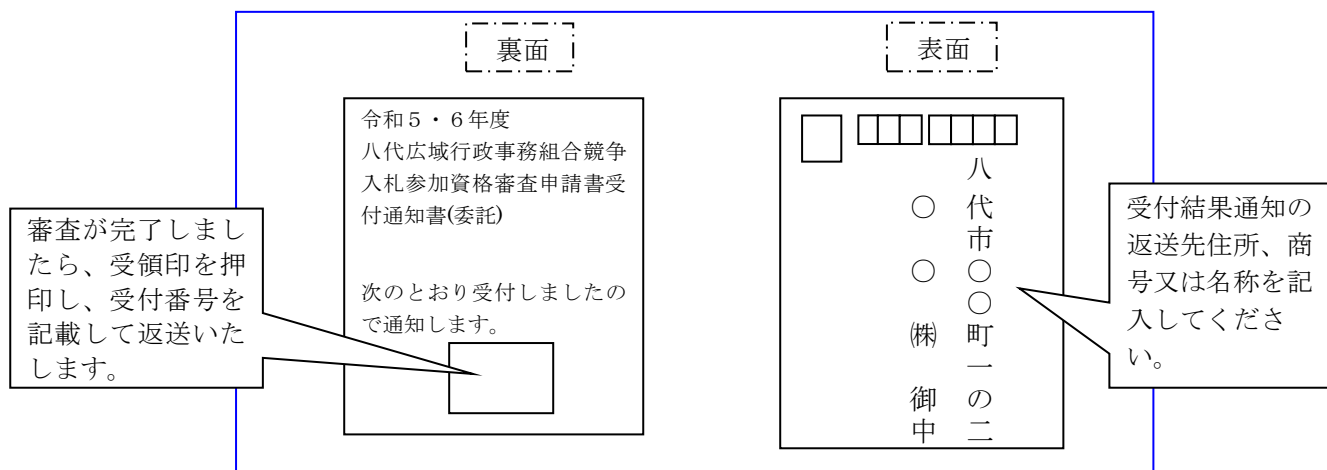 裏面
表面
令和５・６年度
八代広域行政事務組合競争
入札参加資格審査申請書受
付通知書(委託)
次のとおり受付しましたの
で通知します。
審査が完了しまし
たら、受領印を押
印し、受付番号を
記載して返送いた
します。
八代市〇〇町一の二
〇〇㈱御中
受付結果通知の
返送先住所、商
号又は名称を記
入してくださ
い。